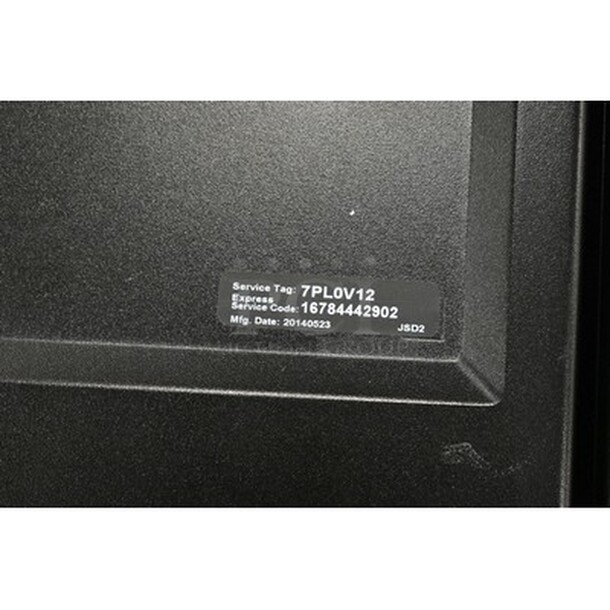 Service Tag: 7PL0V12
Express
Service Code: 16784442902
Mfg. Date: 20140523 JSD2